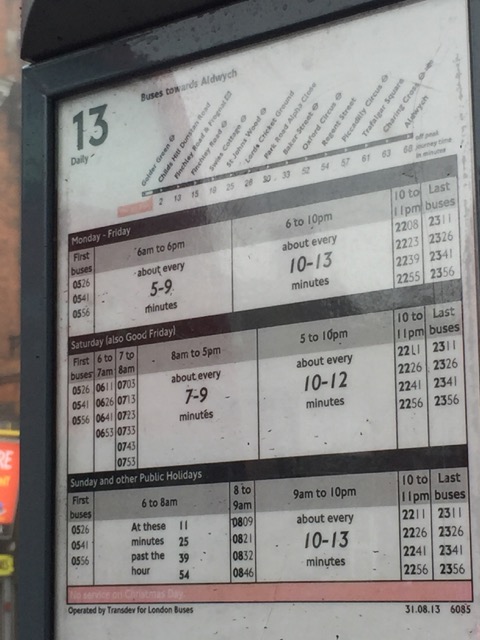 Buses towards Aldwych
13
Daily
Golders Green
Childs Hill Dunstan Road
Finchley Road & Frognal
Finchley Road
Swiss Cottage
St. Johns Wood
Lords Cricket Ground
Park Road Alpha Close
Baker Street
Oxford Circus
Regent Street
Piccadilly Circus
Trafalgar Square
Charing Cross
Aldwych
2 13 15 18 25 28 30 33 52 54 57 61 63 68
off peak
journey time
in minutes
Monday - Friday
First
buses
0526
0541
0556
6am to 6pm
about every
5-9
minutes
6 to 10pm
about every
10-13
minutes
10 to
11pm
2208
2223
2239
2255
Last
buses
2311
2326
2341
2356
Saturday (also Good Friday)
First
buses
0526
0541
0556
6 to
7am
0611
0626
0641
0653
7 to
8am
0703
0713
0723
0733
0743
0753
8am to 5pm
about every
7-9
minutes
5 to 10pm
about every
10-12
minutes
10 to
11pm
2211
2226
2241
2256
Last
buses
2311
2326
2341
2356
Sunday and other Public Holidays
First
buses
0526
0541
0556
6 to 8am
At these 11
minutes 25
past the 39
hour 54
8 to
9am
0809
0821
0832
0846
9am to 10pm
about every
10-13
minutes
10 to
11pm
2211
2226
2241
2256
Last
buses
2311
2326
2341
2356
No service on Christmas Day
Operated by Transdev for London Buses
31.08.13 6085
RE